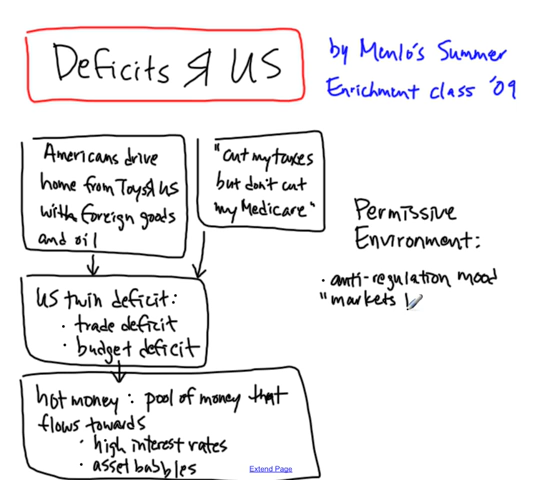 Deficits Я US
by Menlo's Summer
Enrichment class '09
Americans drive
home from ToysЯus
with foreign goods
and oil
"cut my taxes
but don't cut
my Medicare"
US twin deficit:
· trade deficit
· budget deficit
hot money: pool of money that
flows towards
· high interest rates
· asset bubbles
Permissive
Environment:
· anti-regulation mood
"markets
Extend Page